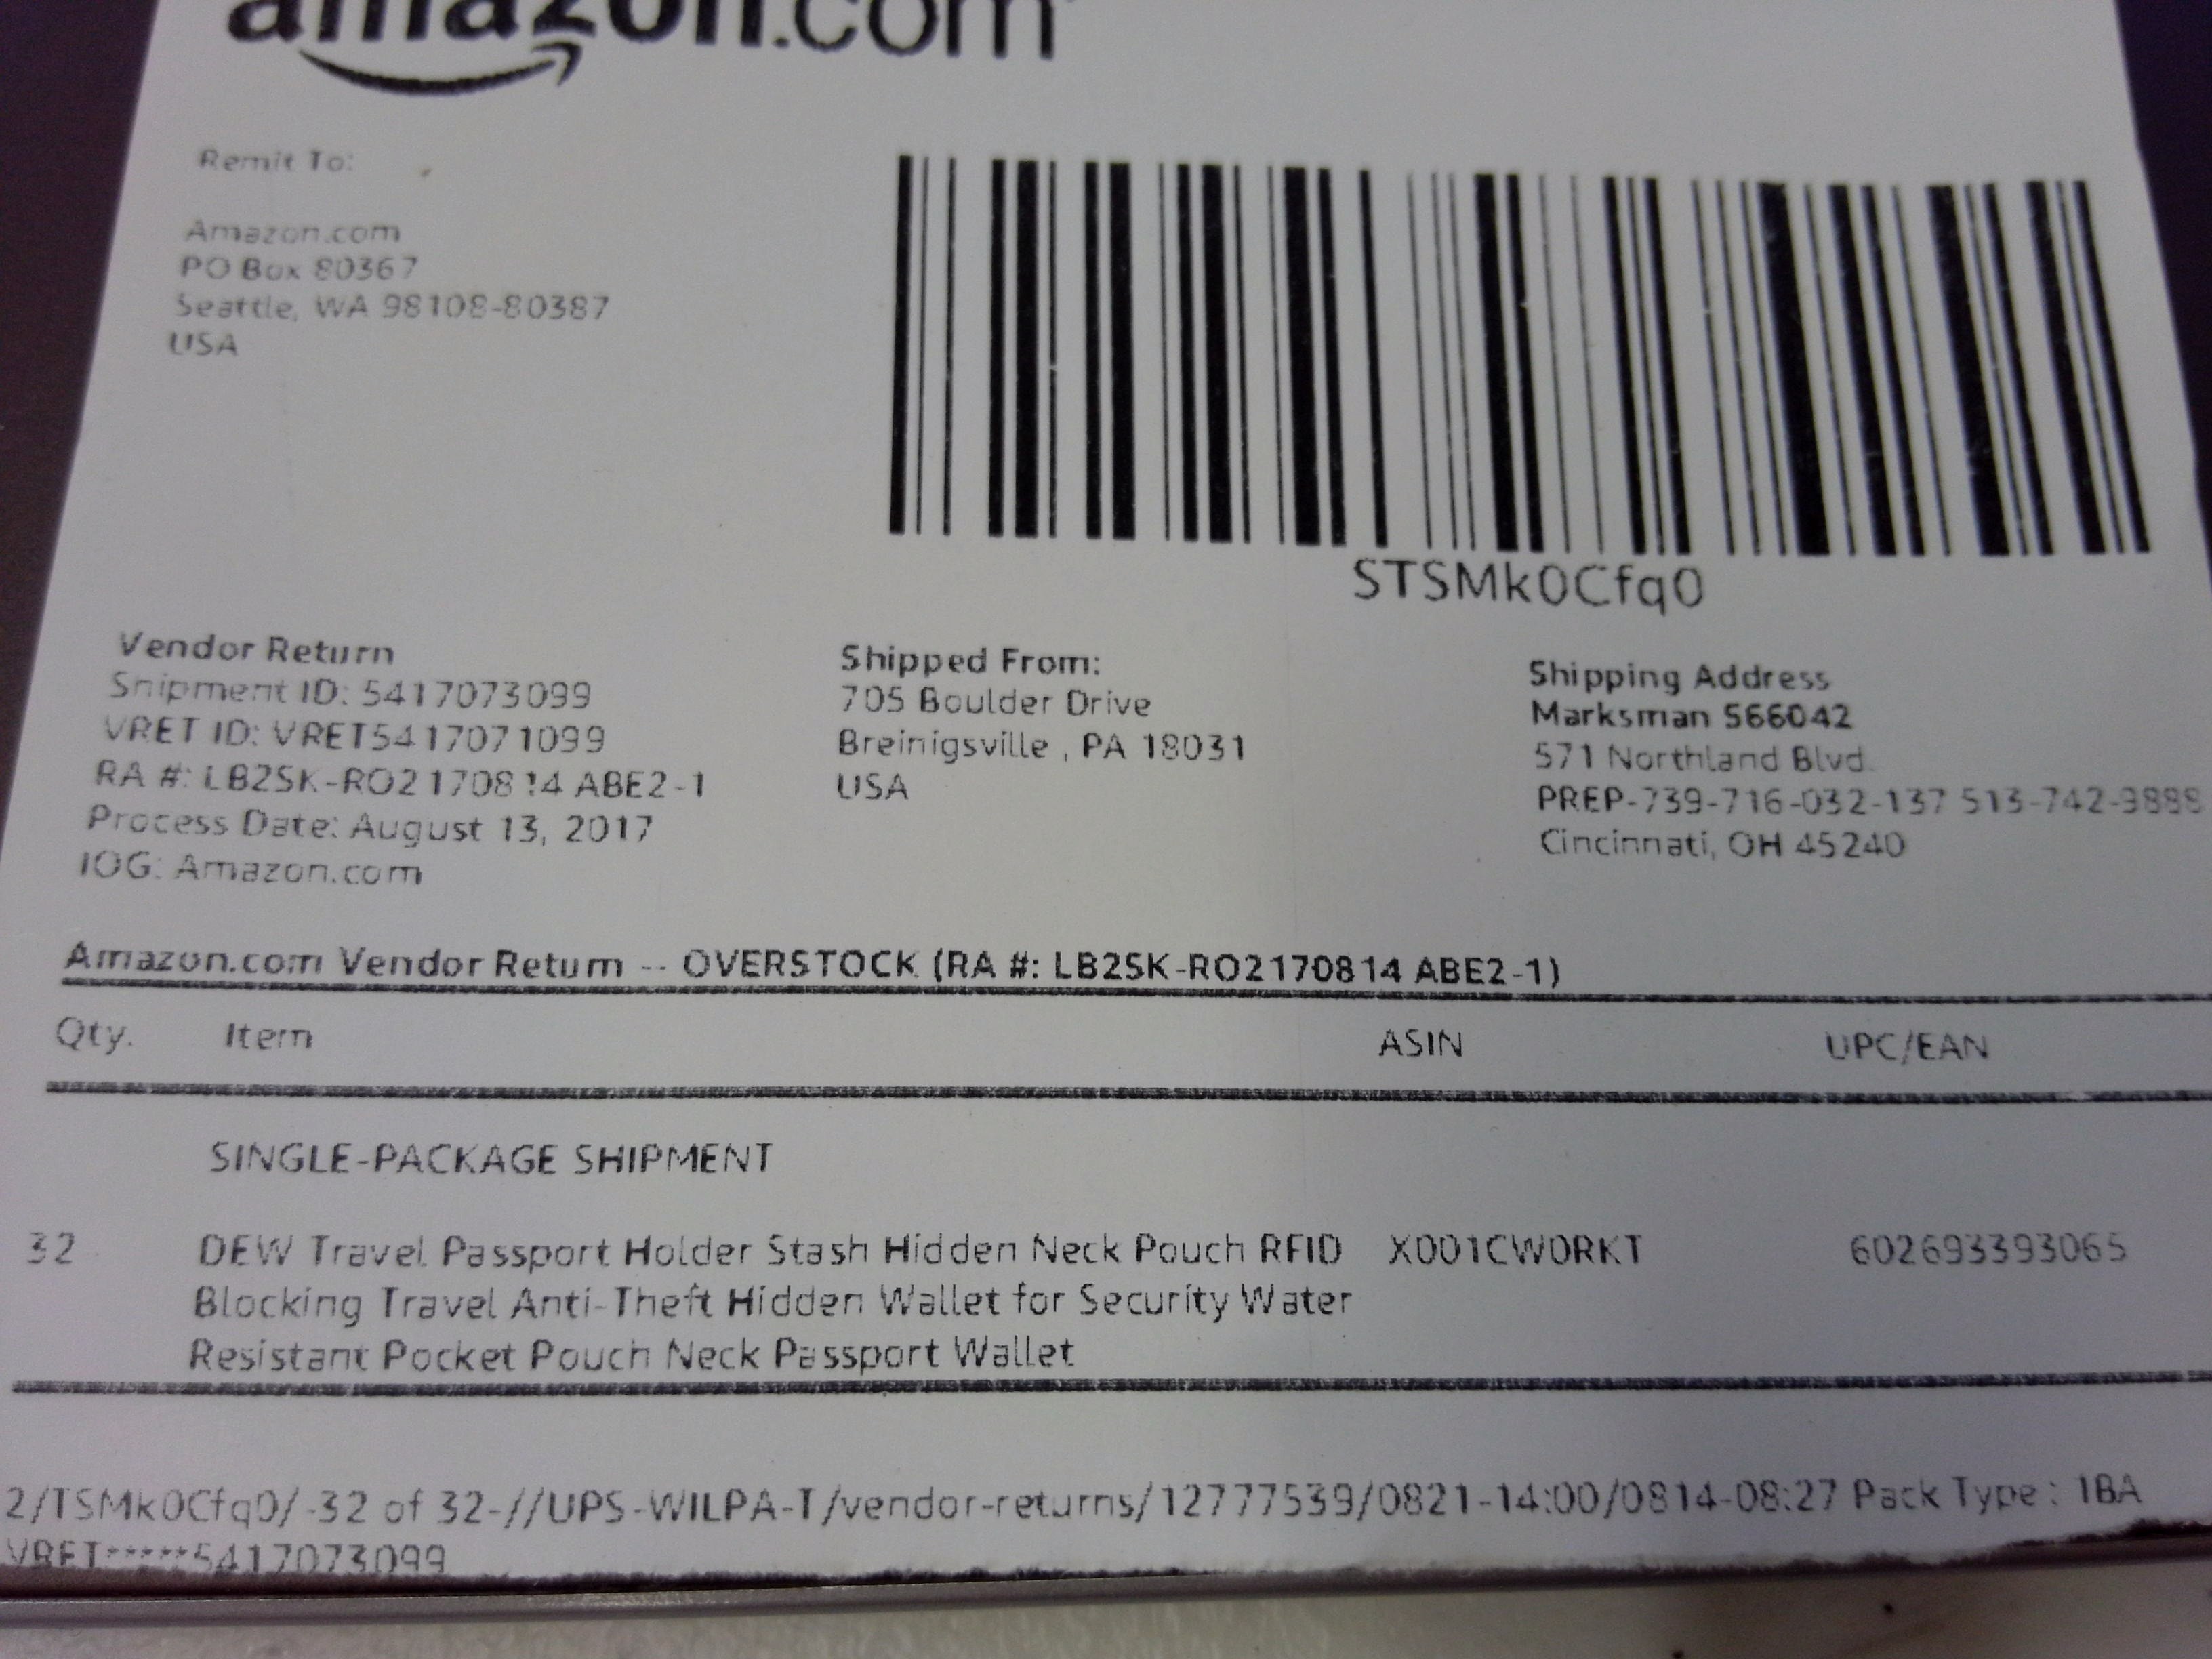 amazon.com
Remit To:
Amazon.com
PO Box 80367
Seattle, WA 98108-80387
USA
STSMk0Cfq0
Vendor Return
Shipment ID: 5417073099
VRET ID: VRET5417071099
RA #: LB2SK-RO2170814 ABE2-1
Process Date: August 13, 2017
IOG: Amazon.com
Shipped From:
705 Boulder Drive
Breinigsville , PA 18031
USA
Shipping Address
Marksman 566042
571 Northland Blvd.
PREP-739-716-032-137 513-742-9888
Cincinnati, OH 45240
Amazon.com Vendor Return -- OVERSTOCK (RA #: LB2SK-RO2170814 ABE2-1)
Qty. Item ASIN UPC/EAN
SINGLE-PACKAGE SHIPMENT
32 DEW Travel Passport Holder Stash Hidden Neck Pouch RFID X001CW0RKT 602693393065
Blocking Travel Anti-Theft Hidden Wallet for Security Water
Resistant Pocket Pouch Neck Passport Wallet
2/TSMk0Cfq0/-32 of 32-//UPS-WILPA-T/vendor-returns/12777539/0821-14:00/0814-08:27 Pack Type : 1BA
VRET*****5417073099